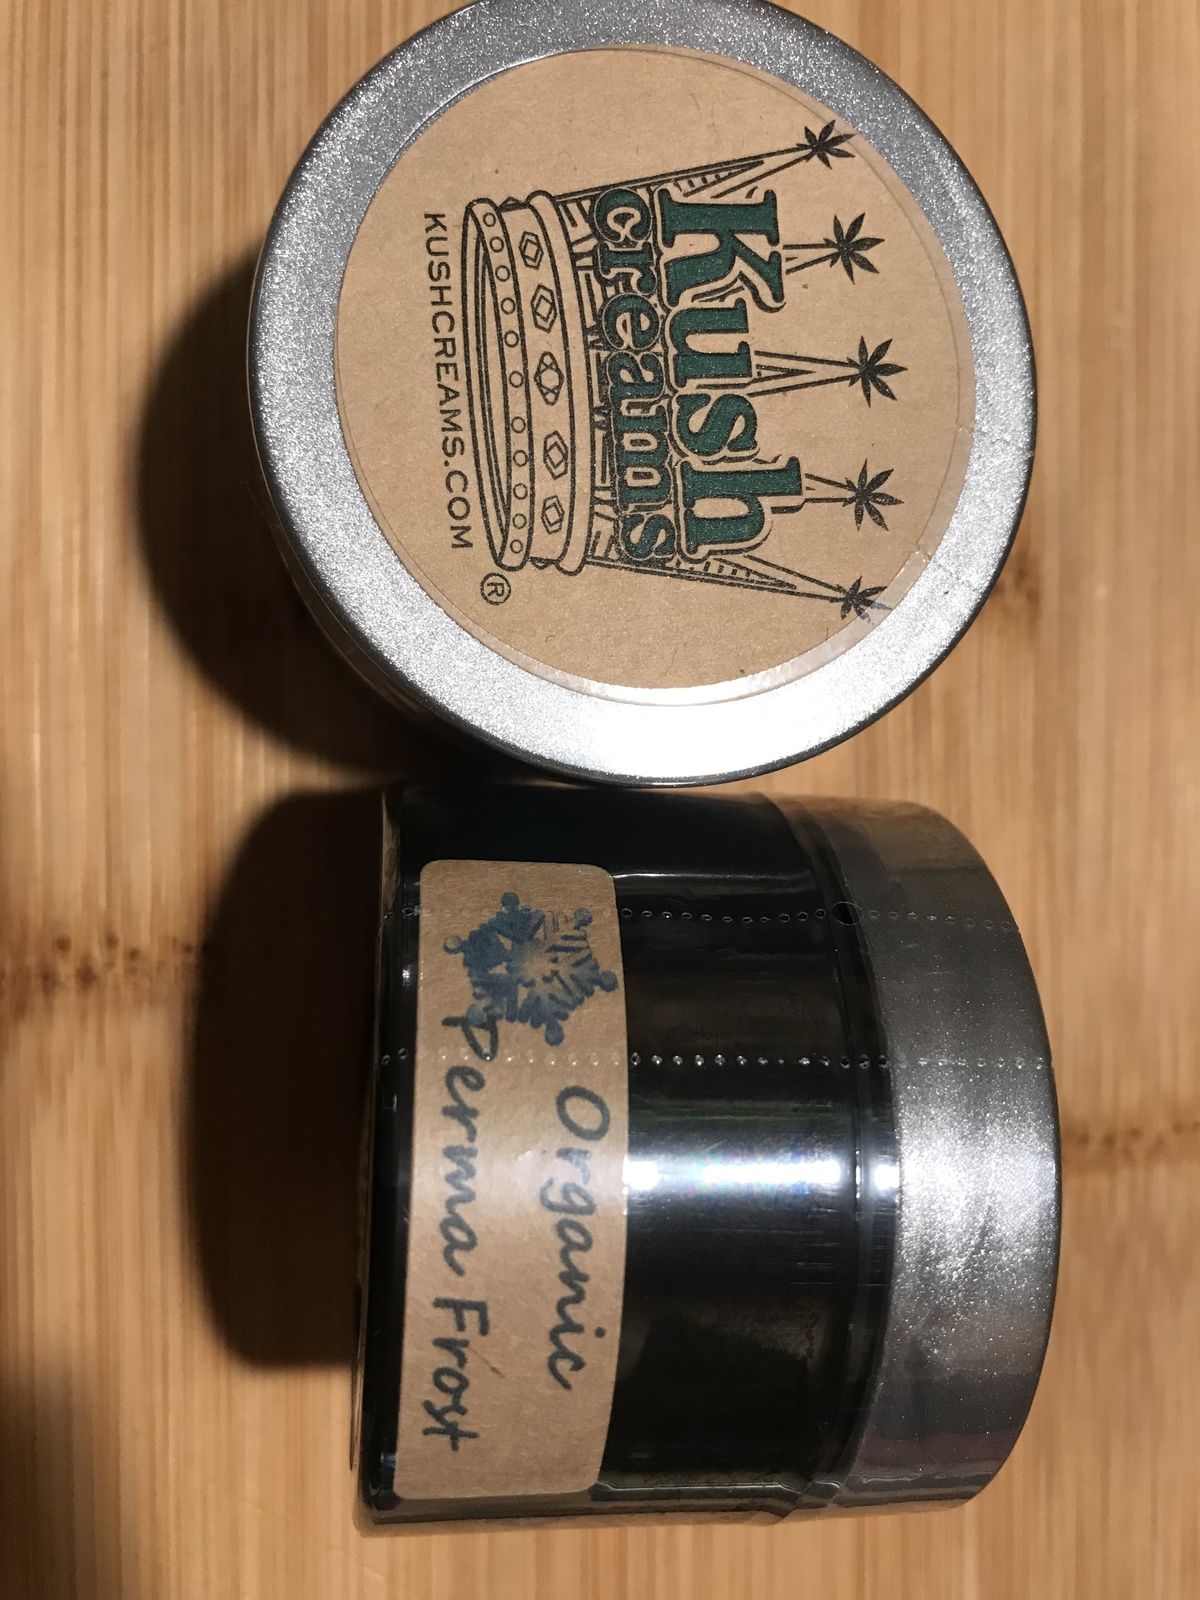 Kush
creams
KUSHCREAMS.COM
®
Organic
Perma Frost